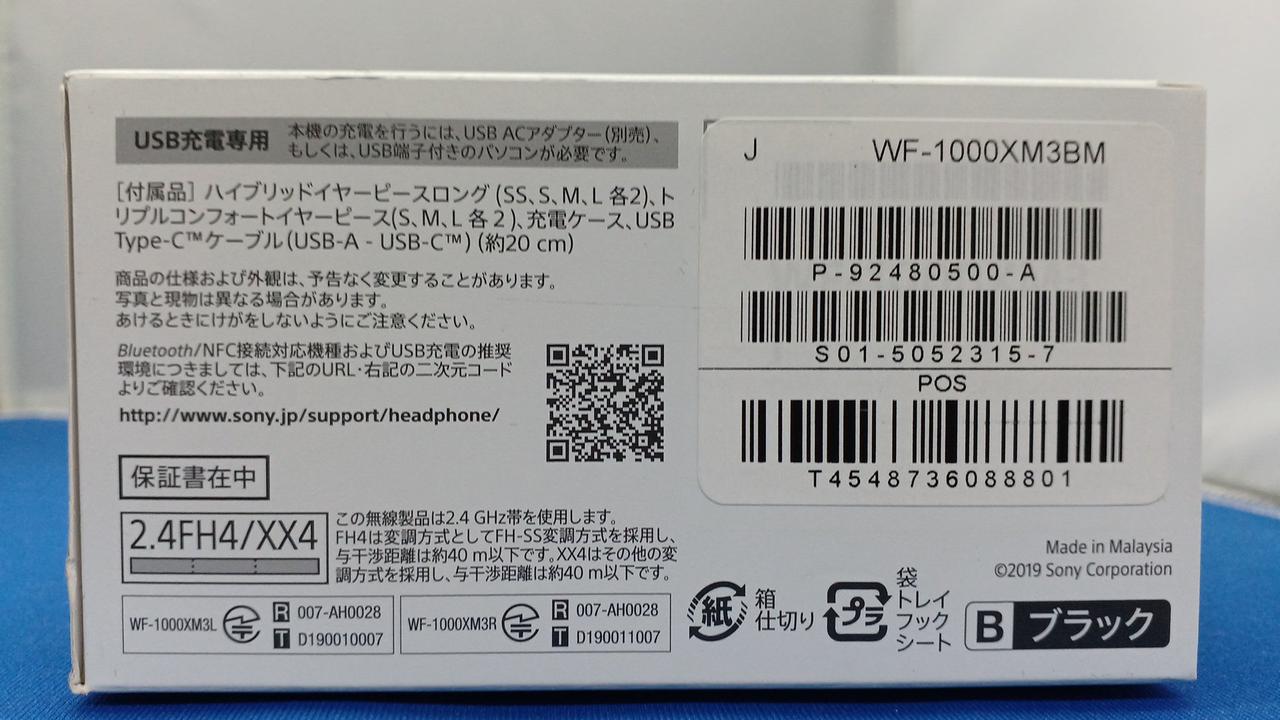 USB充電専用
本機の充電を行うには、USB ACアダプター(別売)、
もしくは、USB端子付きのパソコンが必要です。
[付属品] ハイブリッドイヤーピースロング (SS、S、M、L 各2)、ト
リプルコンフォートイヤーピース(S、M、L 各 2 )、充電ケース、USB
Type-C™ケーブル(USB-A - USB-C™) (約20 cm)
商品の仕様および外観は、予告なく変更することがあります。
写真と現物は異なる場合があります。
あけるときにけがをしないようにご注意ください。
Bluetooth/NFC接続対応機種およびUSB充電の推奨
環境につきましては、下記のURL・右記の二次元コード
よりご確認ください。
http://www.sony.jp/support/headphone/
保証書在中
2.4FH4/XX4
この無線製品は2.4 GHz帯を使用します。
FH4は変調方式としてFH-SS変調方式を採用し、
与干渉距離は約40 m以下です。XX4はその他の変
調方式を採用し、与干渉距離は約40 m以下です。
WF-1000XM3L
R 007-AH0028
T D190010007
WF-1000XM3R
R 007-AH0028
T D190011007
J WF-1000XM3BM
P-92480500-A
S01-5052315-7
POS
T4548736088801
Made in Malaysia
©2019 Sony Corporation
紙
箱
仕切り
プラ
袋
トレイ
フック
シート
B ブラック